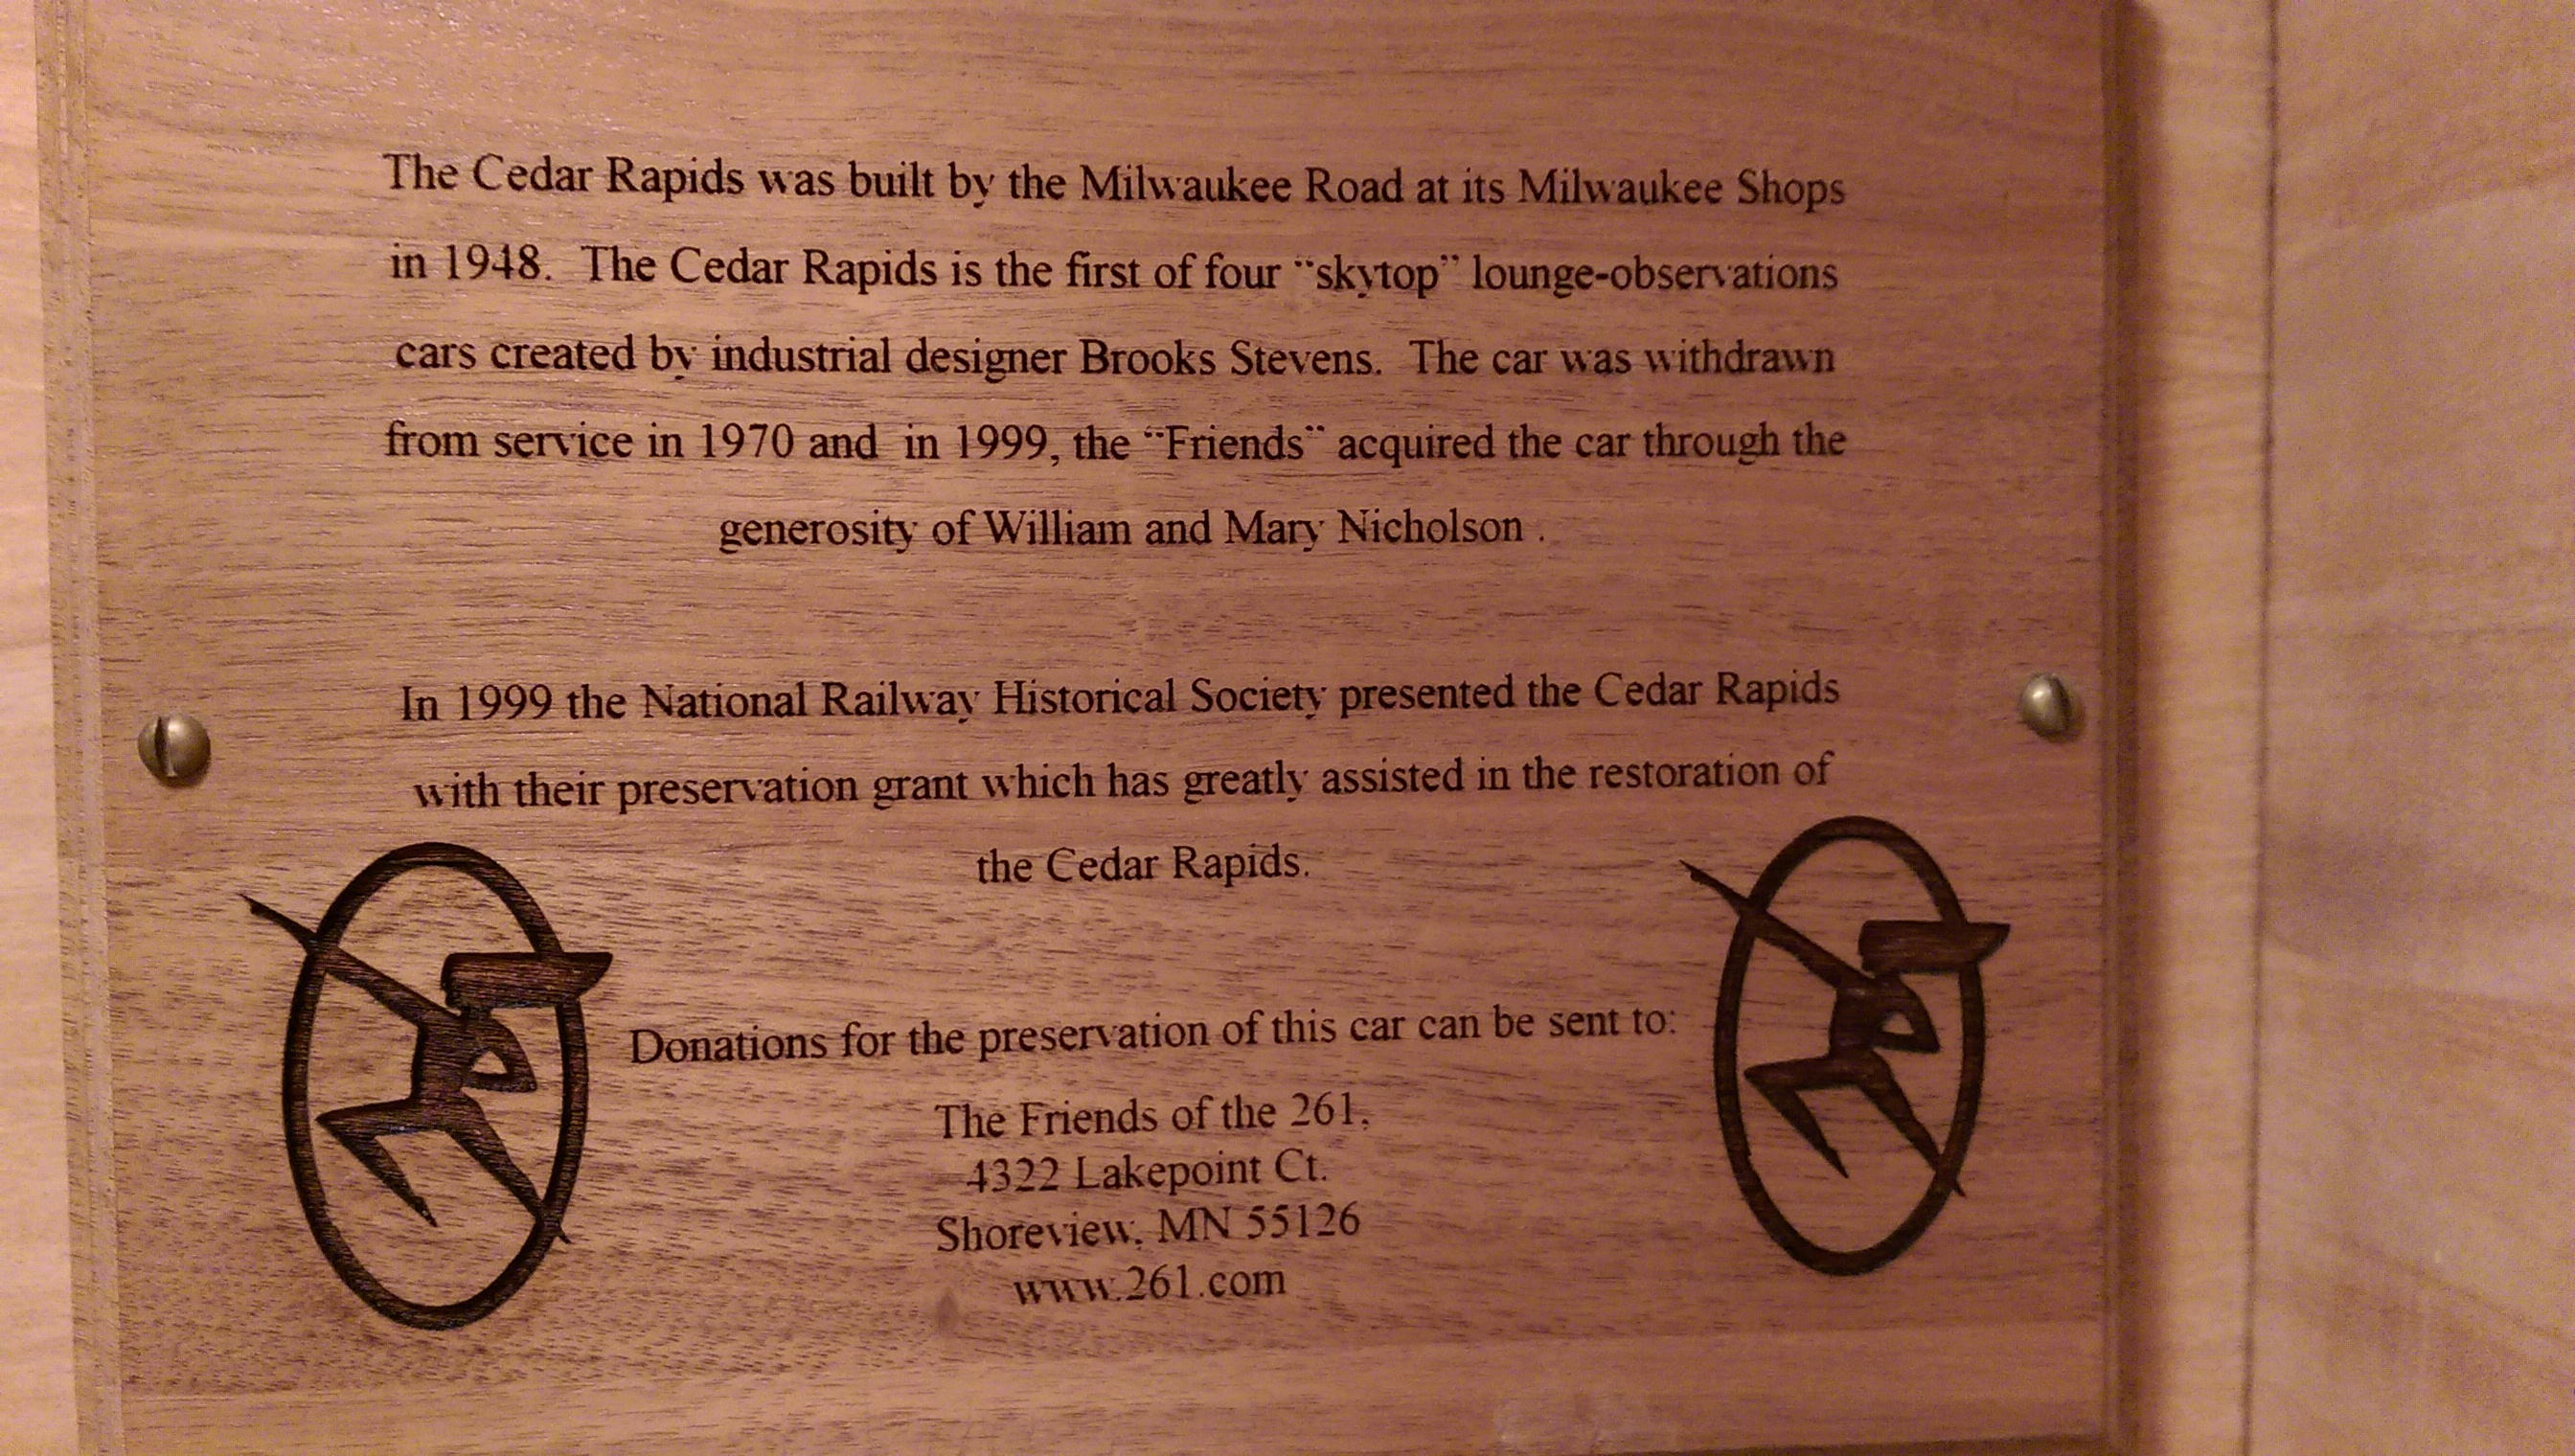 The Cedar Rapids was built by the Milwaukee Road at its Milwaukee Shops
in 1948. The Cedar Rapids is the first of four "skytop" lounge-observations
cars created by industrial designer Brooks Stevens. The car was withdrawn
from service in 1970 and in 1999, the "Friends" acquired the car through the
generosity of William and Mary Nicholson .
In 1999 the National Railway Historical Society presented the Cedar Rapids
with their preservation grant which has greatly assisted in the restoration of
the Cedar Rapids.
Donations for the preservation of this car can be sent to:
The Friends of the 261,
4322 Lakepoint Ct.
Shoreview, MN 55126
www.261.com